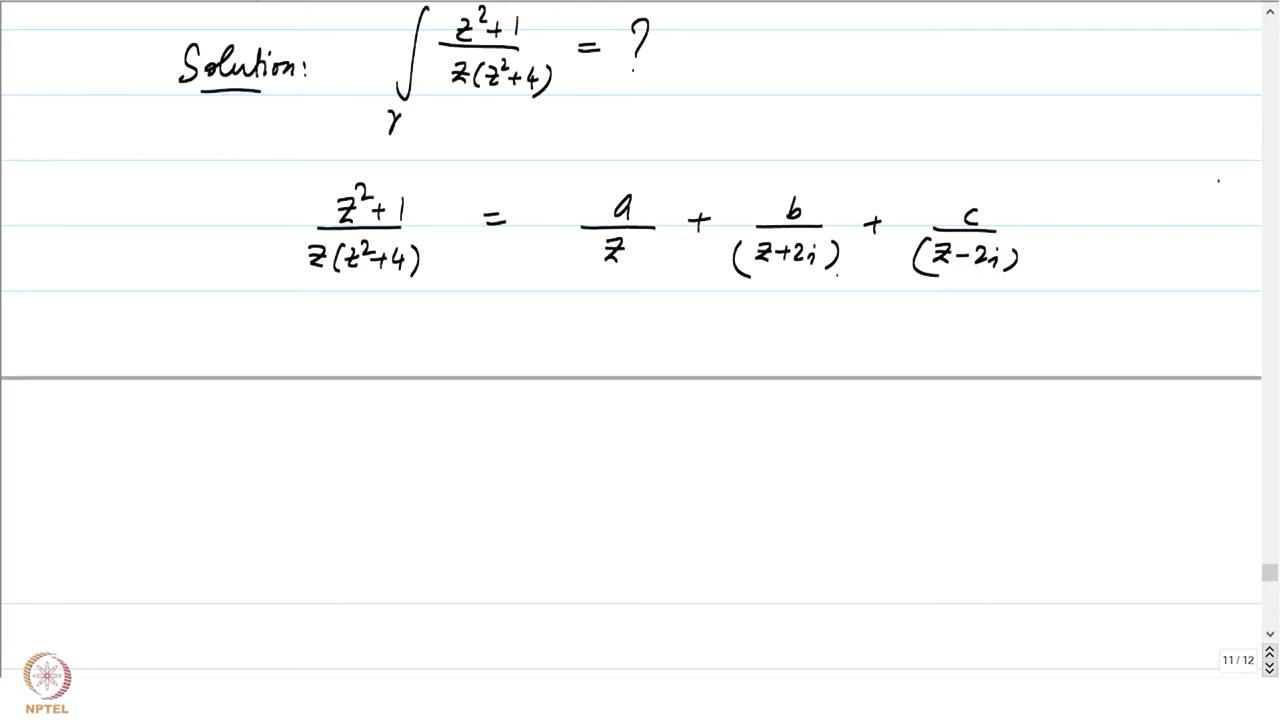 Solution: ∫_γ (z²+1)/(z(z²+4)) = ?
(z²+1)/(z(z²+4)) = a/z + b/(z+2i) + c/(z-2i)
11 / 12
NPTEL